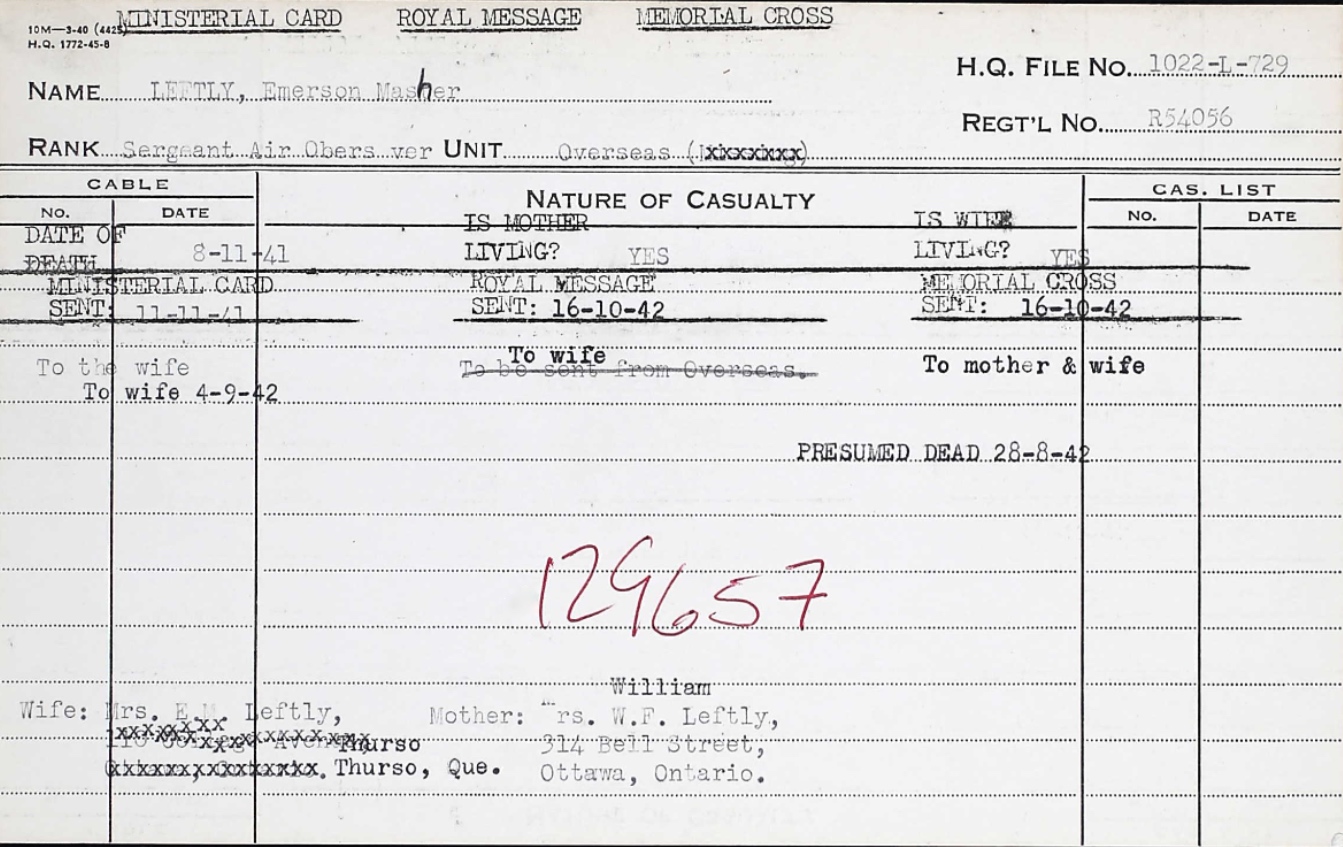 MINISTERIAL CARD ROYAL MESSAGE MEMORIAL CROSS
10M—3-40 (4425)
H.Q. 1772-45-8
H.Q. FILE NO. 1022-L-729
NAME LEFTLY, Emerson Masher
REGT'L NO. R54056
RANK Sergeant Air Obers ver UNIT Overseas (
CABLE NATURE OF CASUALTY CAS. LIST
NO. DATE NO. DATE
DATE OF DEATH 8-11-41 IS MOTHER LIVING? YES IS WIFE LIVING? YES
MINISTERIAL CARD ROYAL MESSAGE MEMORIAL CROSS
SENT: 11-11-41 SENT: 16-10-42 SENT: 16-10-42
To the wife To wife To mother & wife
To be sent from Overseas.
To wife 4-9-42
PRESUMED DEAD 28-8-42
129657
William
Wife: Mrs. E.M. Leftly, Mother: Mrs. W.F. Leftly,
Thurso 314 Bell Street,
Thurso, Que. Ottawa, Ontario.